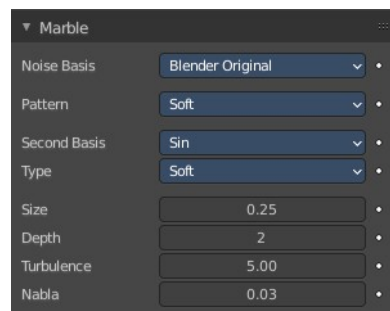 Marble
Noise Basis Blender Original
Pattern Soft
Second Basis Sin
Type Soft
Size 0.25
Depth 2
Turbulence 5.00
Nabla 0.03